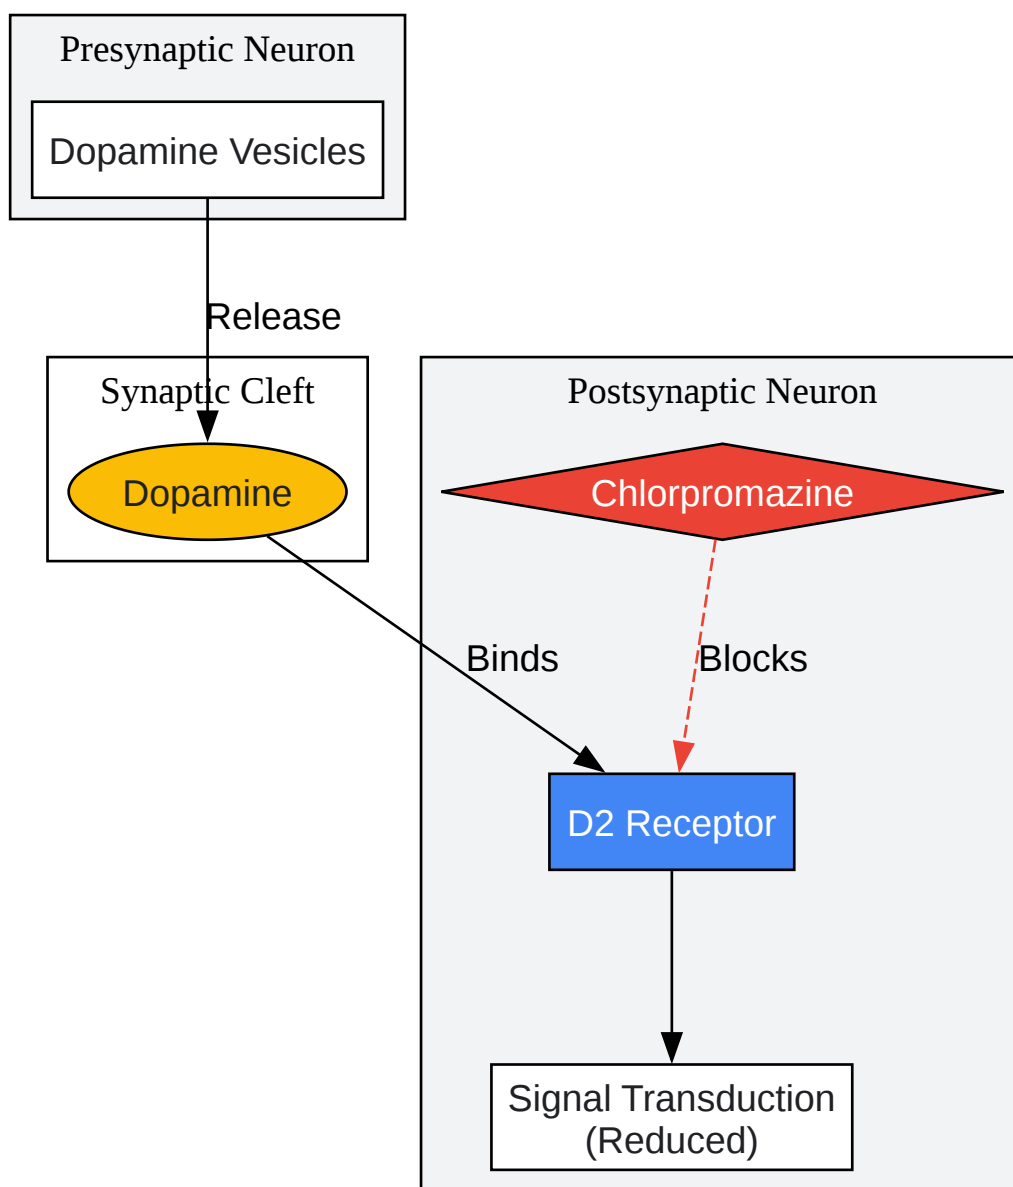 Presynaptic Neuron
Dopamine Vesicles
Release
Synaptic Cleft
Dopamine
Postsynaptic Neuron
Chlorpromazine
Binds
Blocks
D2 Receptor
Signal Transduction
(Reduced)